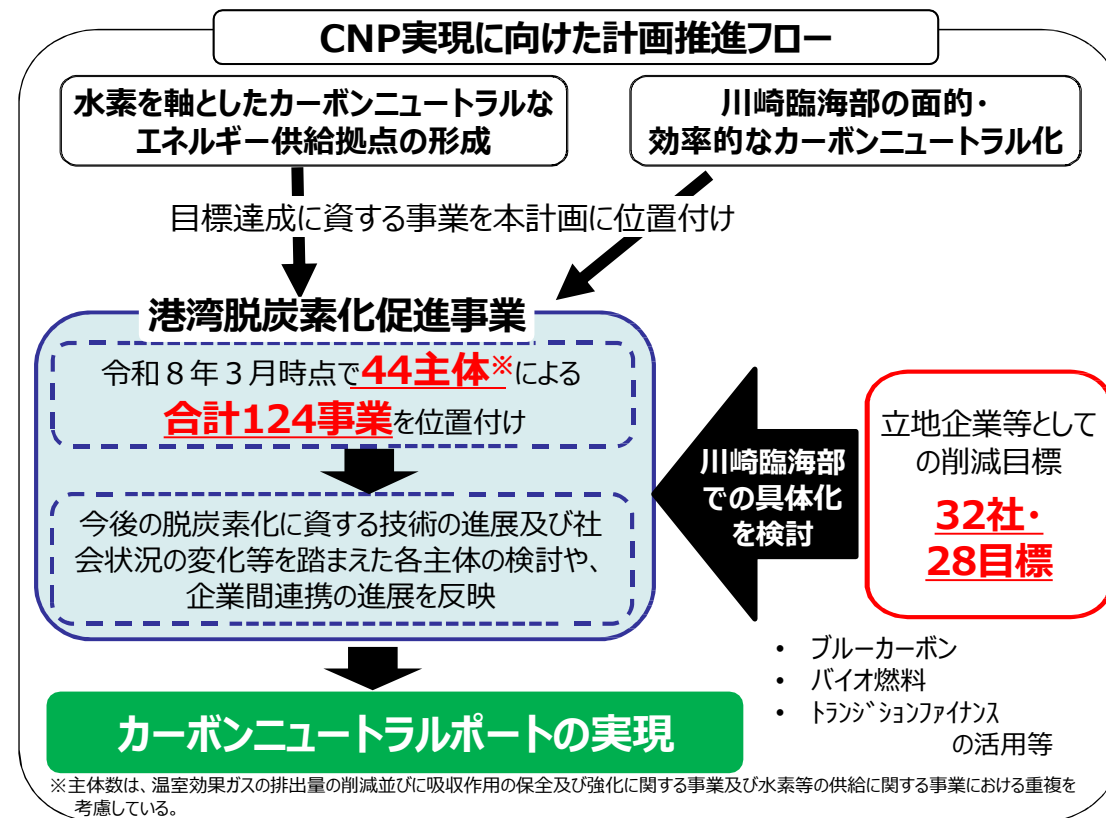 CNP実現に向けた計画推進フロー
水素を軸としたカーボンニュートラルな
エネルギー供給拠点の形成
川崎臨海部の面的・
効率的なカーボンニュートラル化
目標達成に資する事業を本計画に位置付け
港湾脱炭素化促進事業
令和８年３月時点で44主体※による
合計124事業を位置付け
今後の脱炭素化に資する技術の進展及び社
会状況の変化等を踏まえた各主体の検討や、
企業間連携の進展を反映
川崎臨海部
での具体化
を検討
立地企業等として
の削減目標
32社・
28目標
• ブルーカーボン
• バイオ燃料
• ﾄﾗﾝｼﾞｼｮﾝﾌｧｲﾅﾝｽ
の活用等
カーボンニュートラルポートの実現
※主体数は、温室効果ガスの排出量の削減並びに吸収作用の保全及び強化に関する事業及び水素等の供給に関する事業における重複を
考慮している。